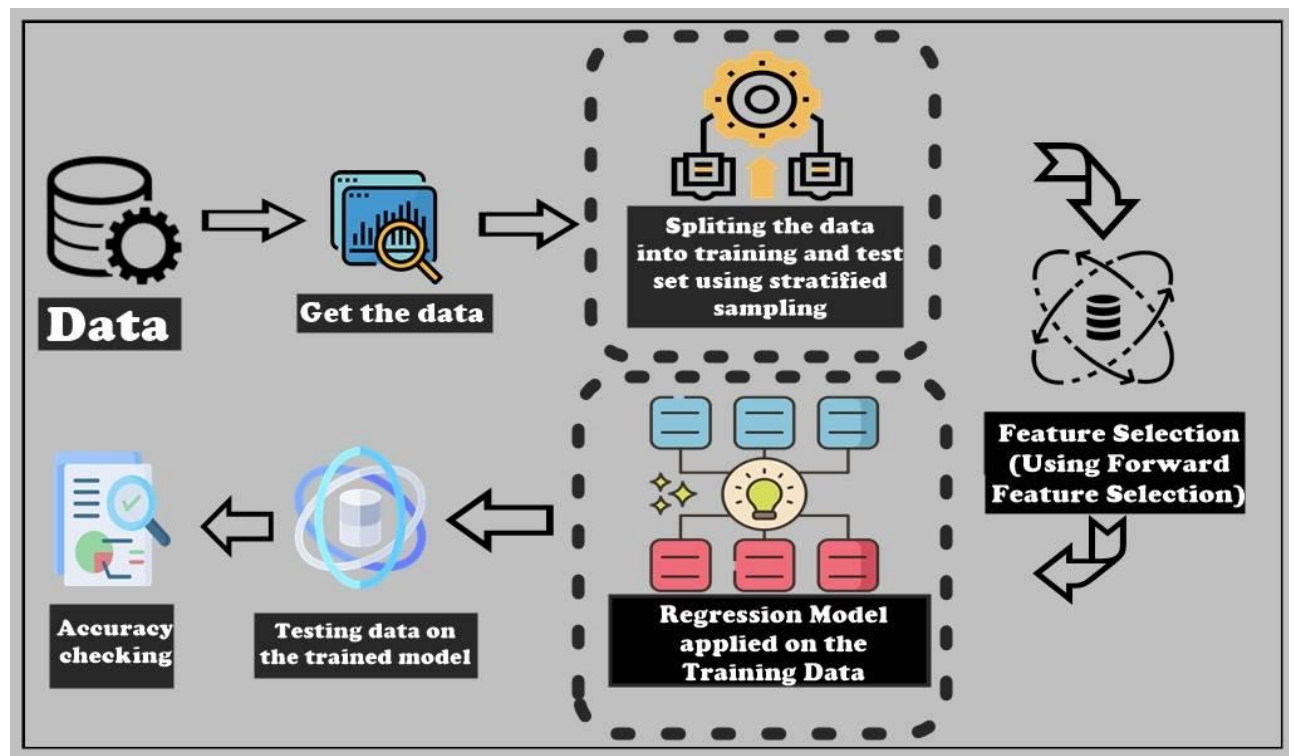 Data
Get the data
Spliting the data
into training and test
set using stratified
sampling
Feature Selection
(Using Forward
Feature Selection)
Regression Model
applied on the
Training Data
Testing data on
the trained model
Accuracy
checking